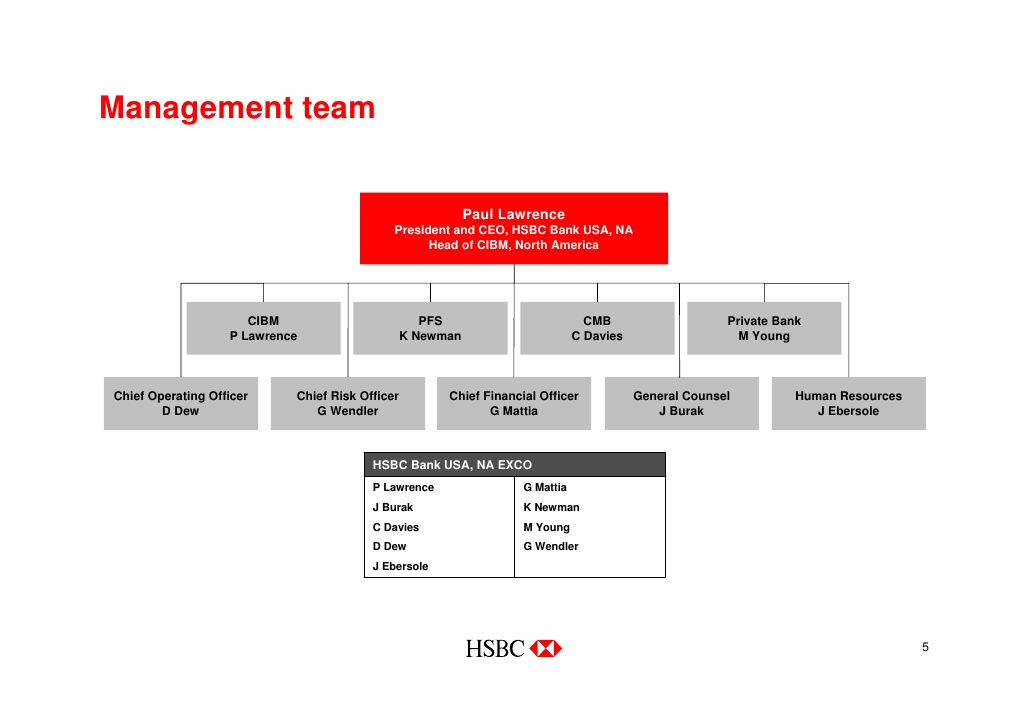 Management team
Paul Lawrence
President and CEO, HSBC Bank USA, NA
Head of CIBM, North America
CIBM
P Lawrence
PFS
K Newman
CMB
C Davies
Private Bank
M Young
Chief Operating Officer
D Dew
Chief Risk Officer
G Wendler
Chief Financial Officer
G Mattia
General Counsel
J Burak
Human Resources
J Ebersole
HSBC Bank USA, NA EXCO
P Lawrence
J Burak
C Davies
D Dew
J Ebersole
G Mattia
K Newman
M Young
G Wendler
HSBC
5